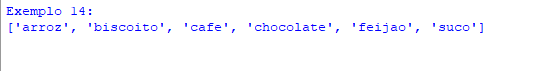 Exemplo 14:
['arroz', 'biscoito', 'cafe', 'chocolate', 'feijao', 'suco']